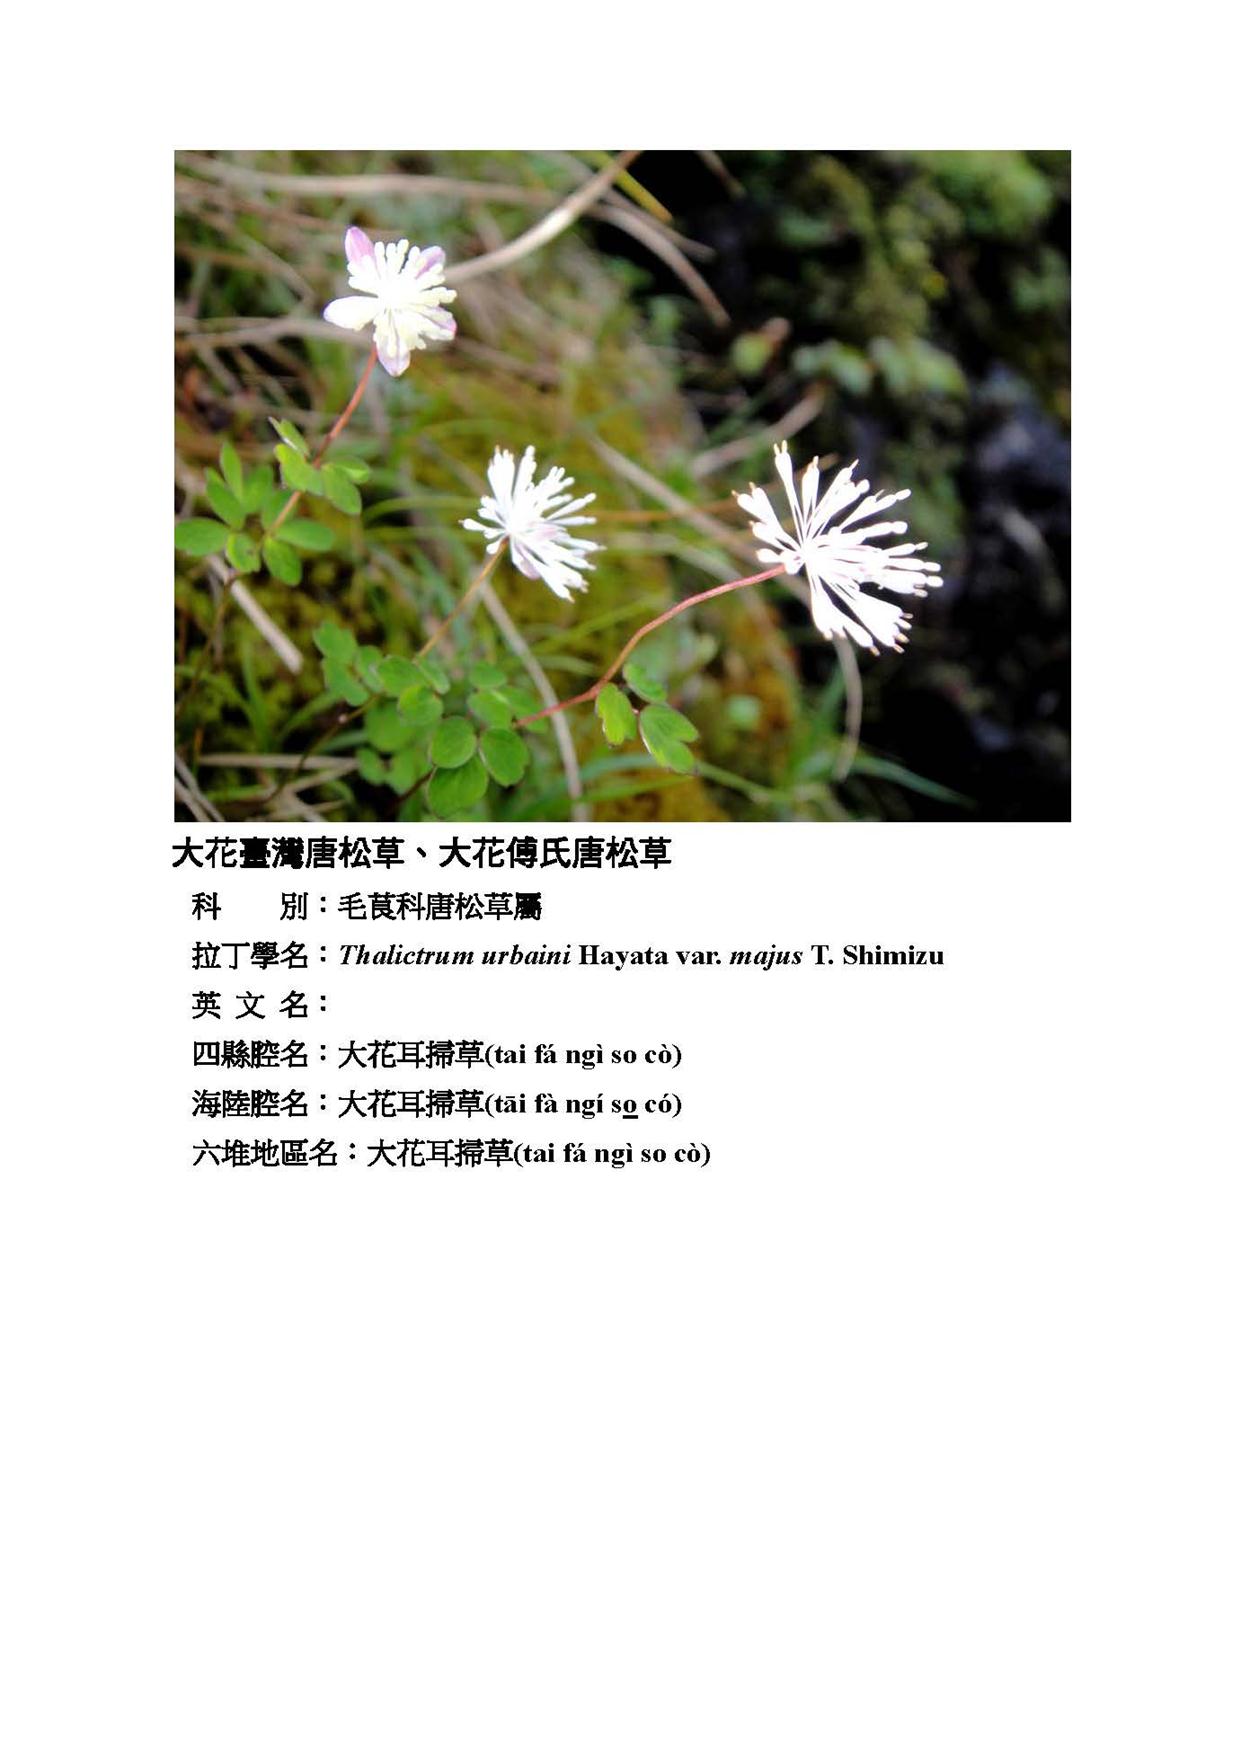 大花臺灣唐松草、大花傅氏唐松草
科　　別：毛茛科唐松草屬
拉丁學名：Thalictrum urbaini Hayata var. majus T. Shimizu
英 文 名：
四縣腔名：大花耳掃草(tai fá ngì so cò)
海陸腔名：大花耳掃草(tāi fà ngí so̲ có)
六堆地區名：大花耳掃草(tai fá ngì so cò)